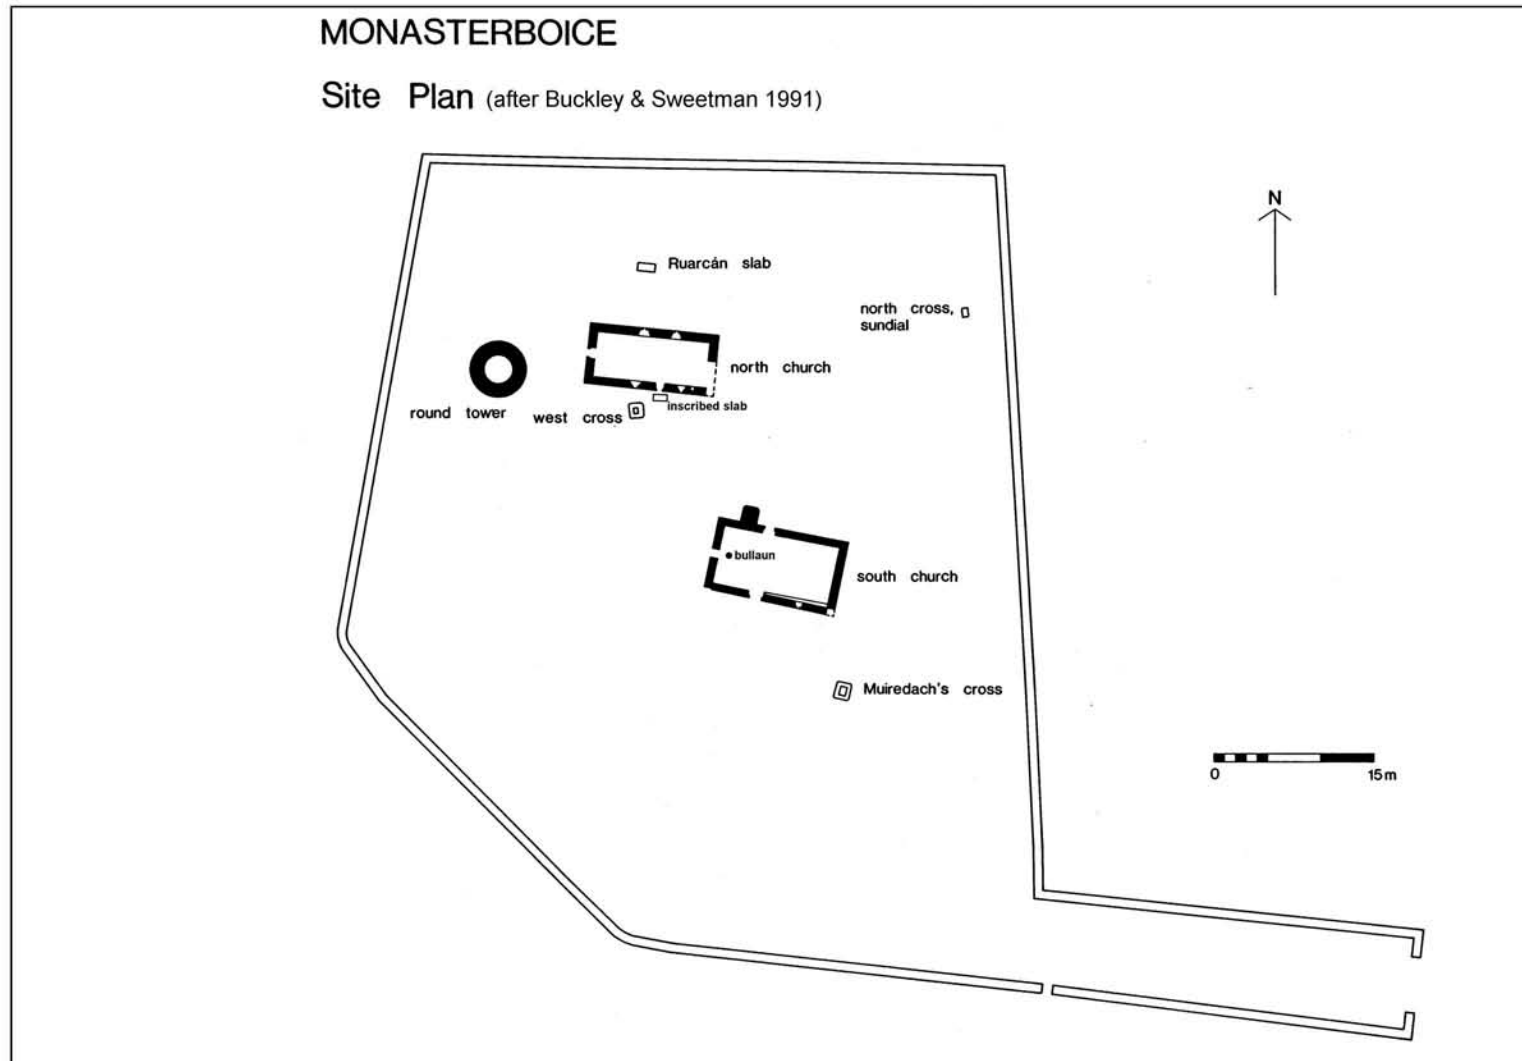 MONASTERBOICE
Site Plan (after Buckley & Sweetman 1991)
N
Ruarcán slab
north cross,
sundial
north church
round tower
west cross
inscribed slab
bullaun
south church
Muiredach's cross
0 15m